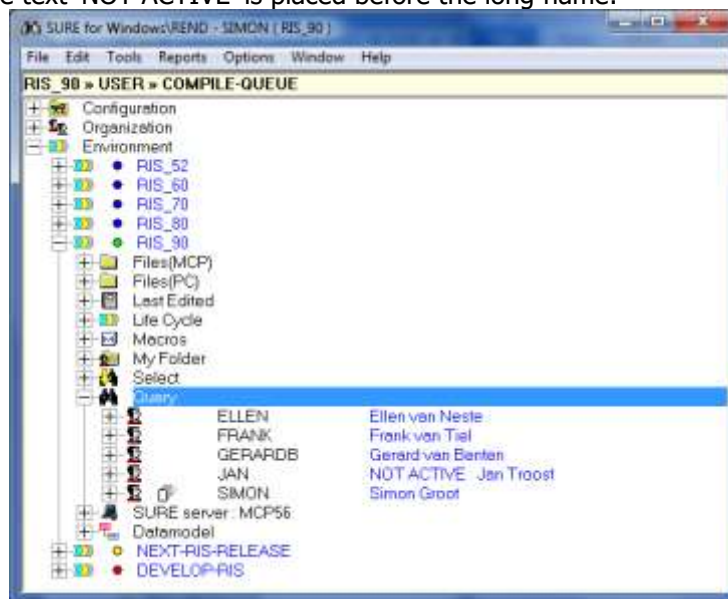 e text 'NOT ACTIVE' is placed before the long name.
SURE for Windows\REND - SIMON ( RIS_90 )
File Edit Tools Reports Options Window Help
RIS_90 » USER » COMPILE-QUEUE
Configuration
Organization
Environment
RIS_52
RIS_60
RIS_70
RIS_80
RIS_90
Files(MCP)
Files(PC)
Last Edited
Life Cycle
Macros
My Folder
Select
Query
ELLEN Ellen van Neste
FRANK Frank van Tiel
GERARDB Gerard van Benten
JAN NOT ACTIVE Jan Troost
SIMON Simon Groot
SURE server : MCP56
Datamodel
NEXT-RIS-RELEASE
DEVELOP-RIS